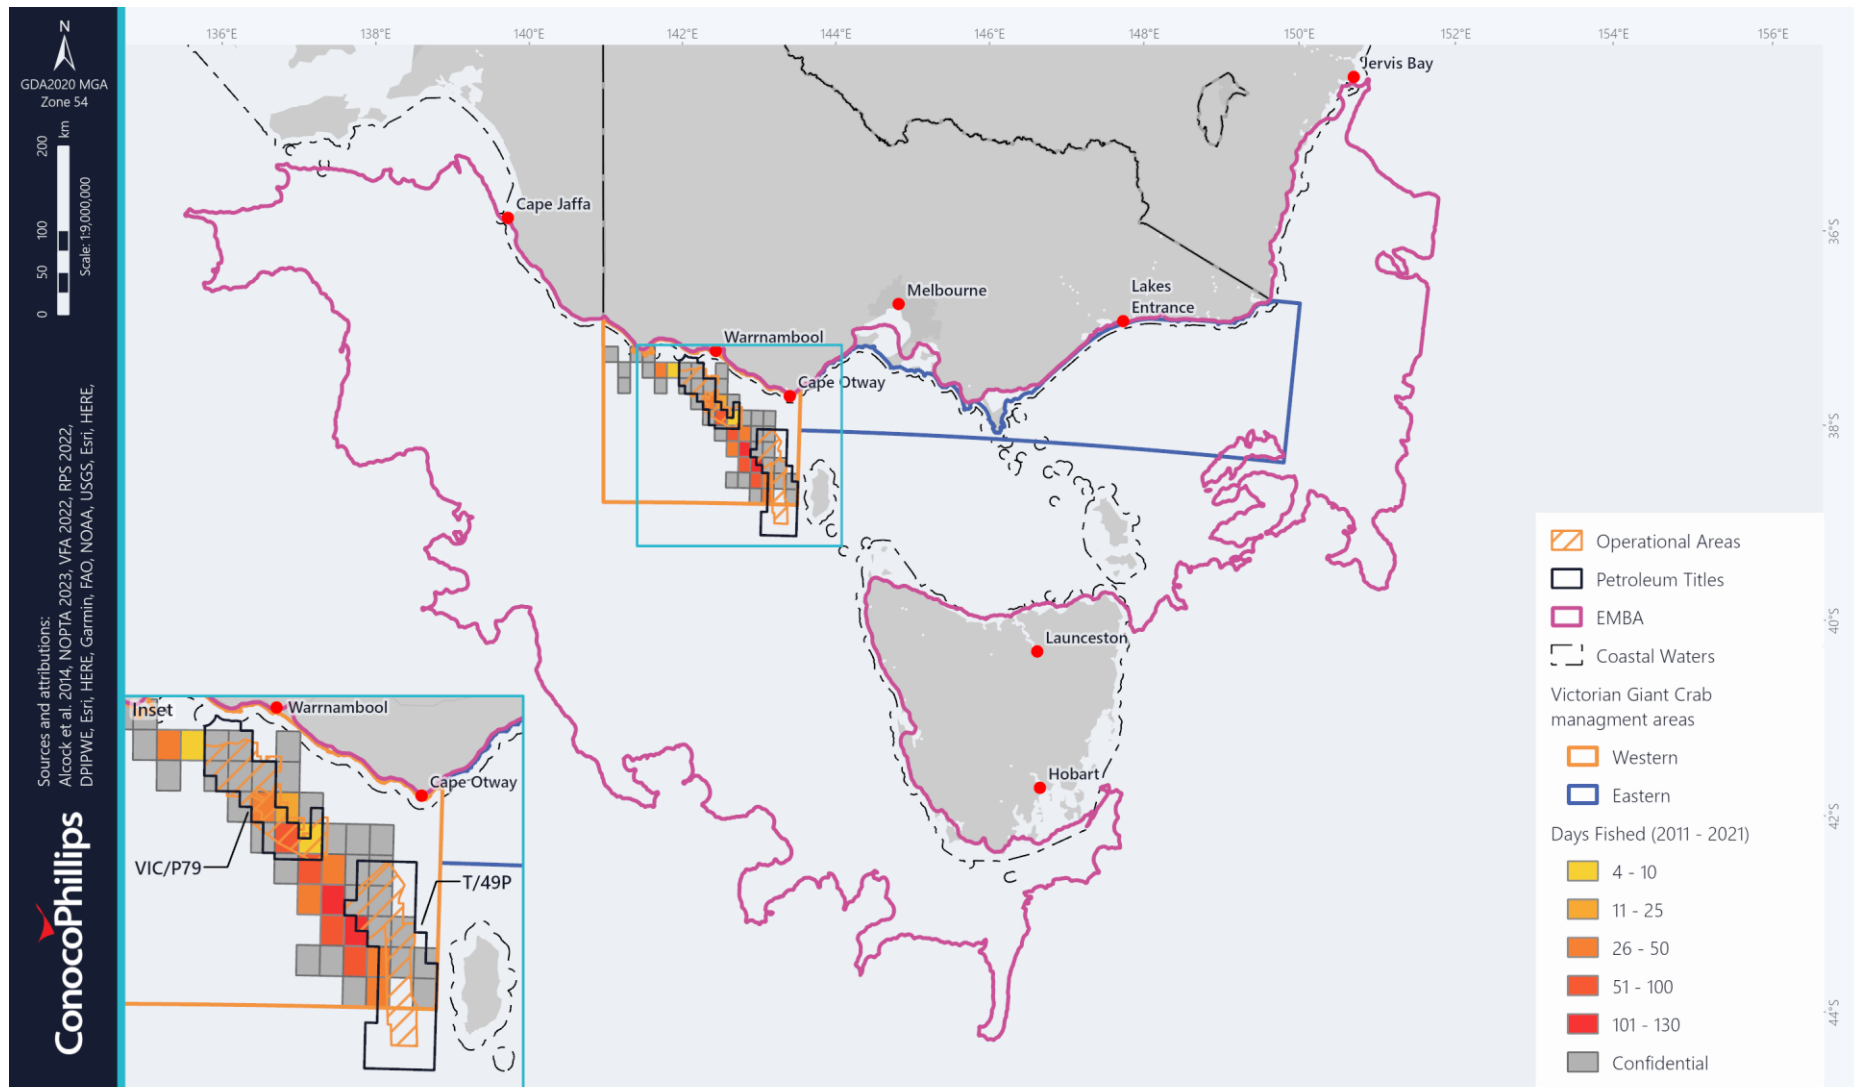 N
GDA2020 MGA
Zone 54
0 50 100 200 km
Scale: 1:9,000,000
Sources and attributions:
Alcock et al. 2014, NOPTA 2023, VFA 2022, RPS 2022,
DPIPWE, Esri, HERE, Garmin, FAO, NOAA, USGS, Esri, HERE,
ConocoPhillips
136°E 138°E 140°E 142°E 144°E 146°E 148°E 150°E 152°E 154°E 156°E
36°S
38°S
40°S
42°S
44°S
Jervis Bay
Cape Jaffa
Melbourne
Lakes
Entrance
Warrnambool
Cape Otway
Launceston
Hobart
Inset
Warrnambool
Cape Otway
VIC/P79
T/49P
Operational Areas
Petroleum Titles
EMBA
Coastal Waters
Victorian Giant Crab
managment areas
Western
Eastern
Days Fished (2011 - 2021)
4 - 10
11 - 25
26 - 50
51 - 100
101 - 130
Confidential